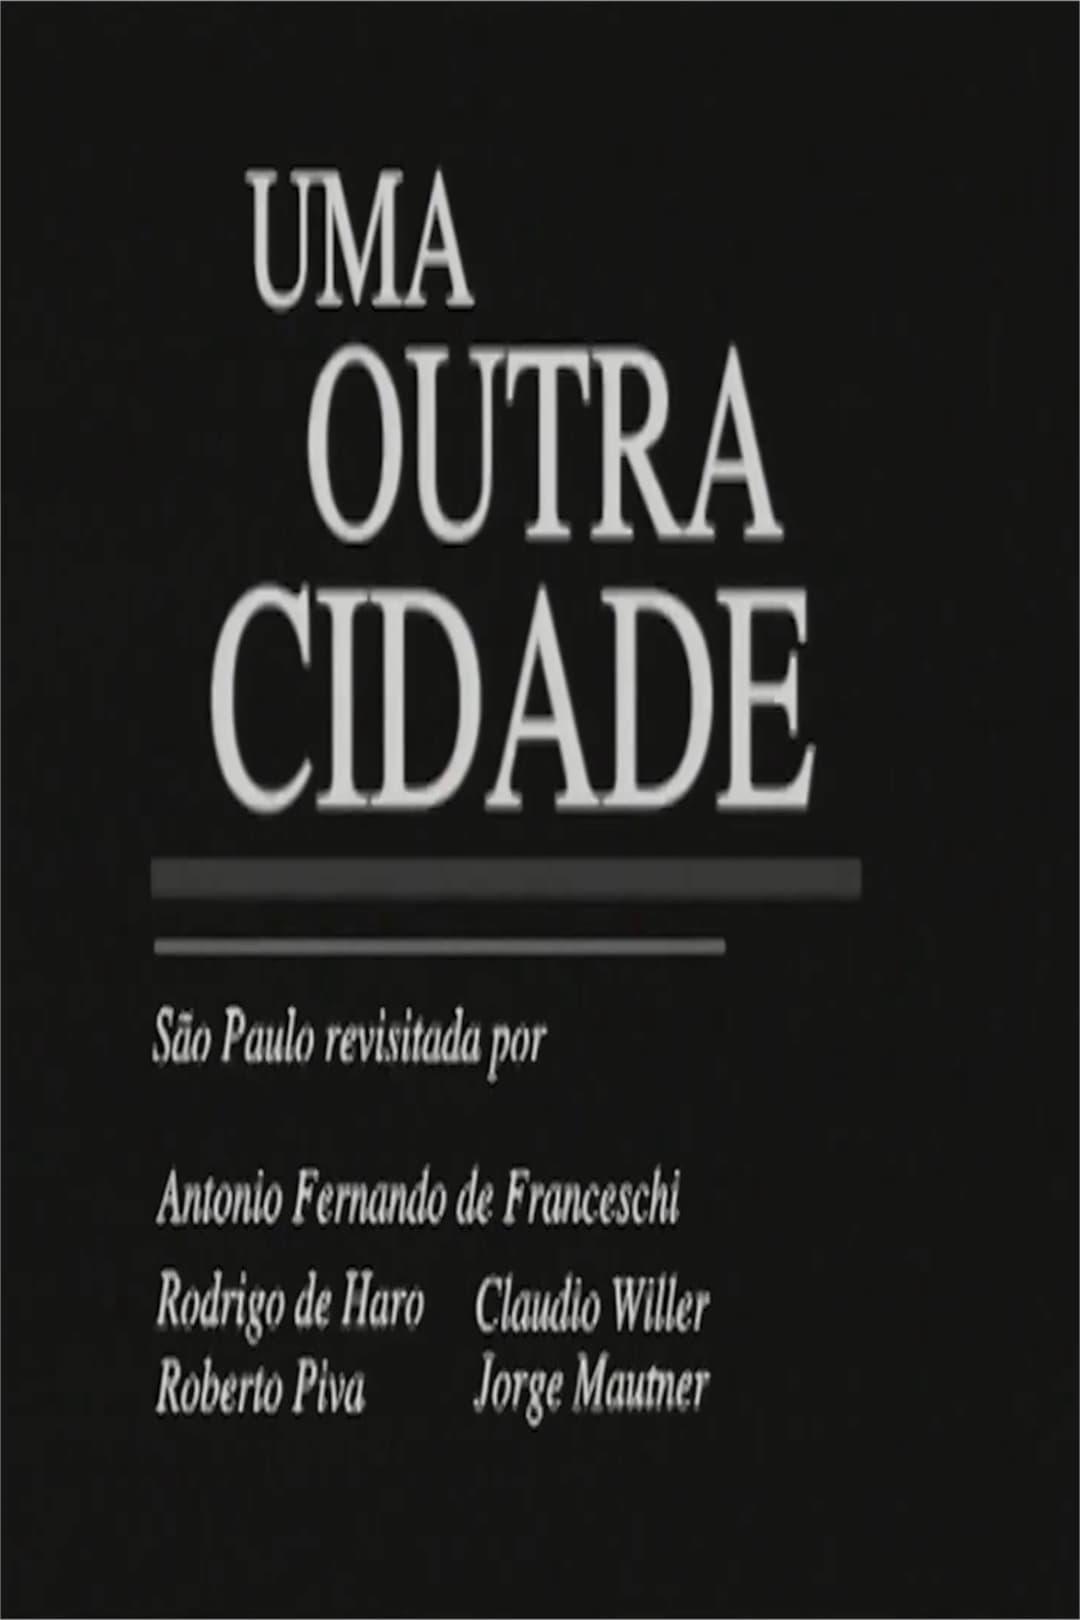 UMA
OUTRA
CIDADE
São Paulo revisitada por
Antonio Fernando de Franceschi
Rodrigo de Haro Claudio Willer
Roberto Piva Jorge Mautner